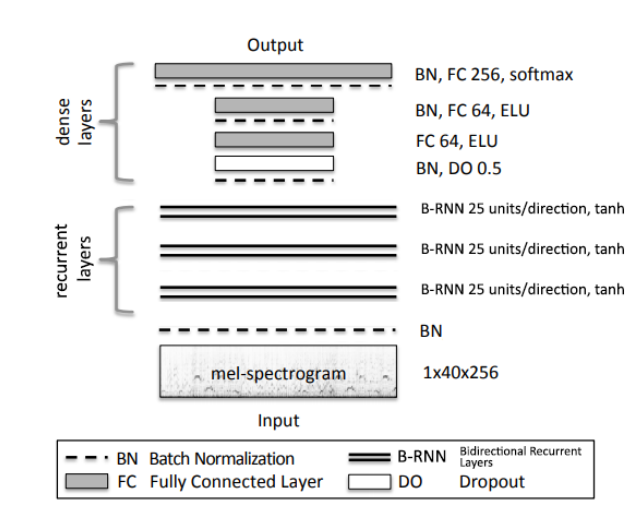 Output
BN, FC 256, softmax
BN, FC 64, ELU
FC 64, ELU
BN, DO 0.5
dense
layers
B-RNN 25 units/direction, tanh
B-RNN 25 units/direction, tanh
B-RNN 25 units/direction, tanh
recurrent
layers
BN
mel-spectrogram
1x40x256
Input
BN Batch Normalization
B-RNN Bidirectional Recurrent
Layers
FC Fully Connected Layer
DO Dropout